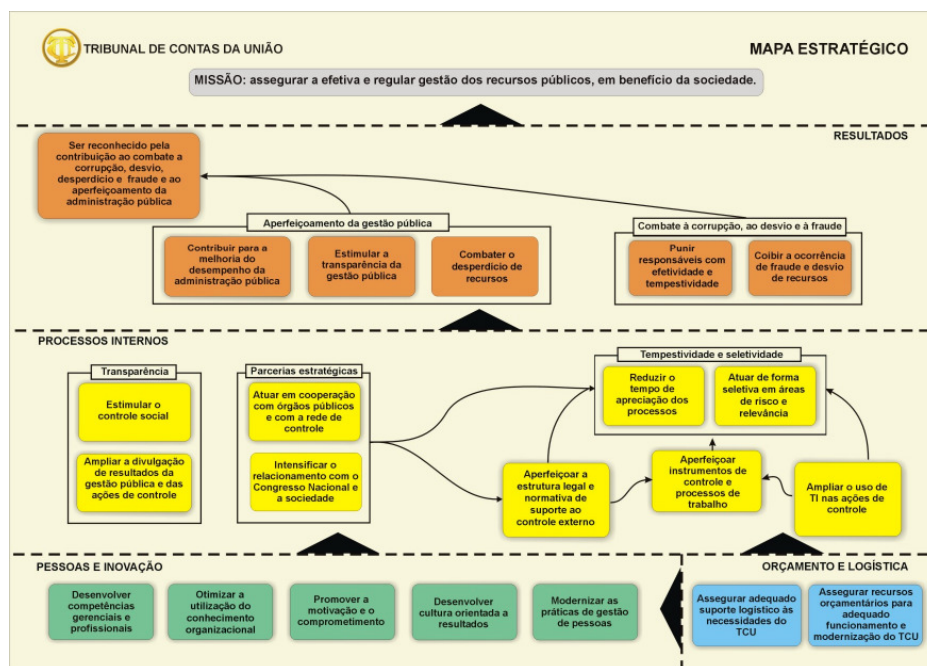 TRIBUNAL DE CONTAS DA UNIÃO
MAPA ESTRATÉGICO
MISSÃO: assegurar a efetiva e regular gestão dos recursos públicos, em benefício da sociedade.
RESULTADOS
Ser reconhecido pela
contribuição ao combate a
corrupção, desvio,
desperdício e fraude e ao
aperfeiçoamento da
administração pública
Aperfeiçoamento da gestão pública
Contribuir para a
melhoria do
desempenho da
administração pública
Estimular a
transparência da
gestão pública
Combater o
desperdício de
recursos
Combate à corrupção, ao desvio e à fraude
Punir
responsáveis com
efetividade e
tempestividade
Coibir a ocorrência
de fraude e desvio
de recursos
PROCESSOS INTERNOS
Transparência
Estimular o
controle social
Ampliar a divulgação
de resultados da
gestão pública e das
ações de controle
Parcerias estratégicas
Atuar em cooperação
com órgãos públicos
e com a rede de
controle
Intensificar o
relacionamento com o
Congresso Nacional e
a sociedade
Tempestividade e seletividade
Reduzir o
tempo de
apreciação dos
processos
Atuar de forma
seletiva em áreas
de risco e
relevância
Aperfeiçoar a
estrutura legal e
normativa de
suporte ao
controle externo
Aperfeiçoar
instrumentos de
controle e
processos de
trabalho
Ampliar o uso de
TI nas ações de
controle
PESSOAS E INOVAÇÃO
Desenvolver
competências
gerenciais e
profissionais
Otimizar a
utilização do
conhecimento
organizacional
Promover a
motivação e o
comprometimento
Desenvolver
cultura orientada a
resultados
Modernizar as
práticas de gestão
de pessoas
ORÇAMENTO E LOGÍSTICA
Assegurar adequado
suporte logístico às
necessidades do
TCU
Assegurar recursos
orçamentários para
adequado
funcionamento e
modernização do TCU